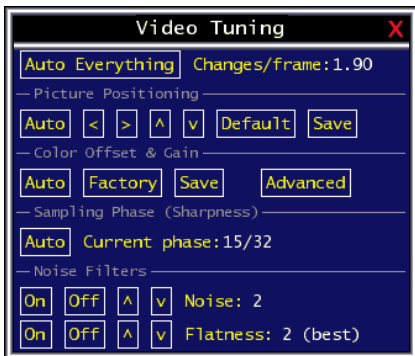 Video Tuning X
Auto Everything Changes/frame:1.90
Picture Positioning
Auto < > ^ v Default Save
Color Offset & Gain
Auto Factory Save Advanced
Sampling Phase (Sharpness)
Auto Current phase:15/32
Noise Filters
On Off ^ v Noise: 2
On Off ^ v Flatness: 2 (best)